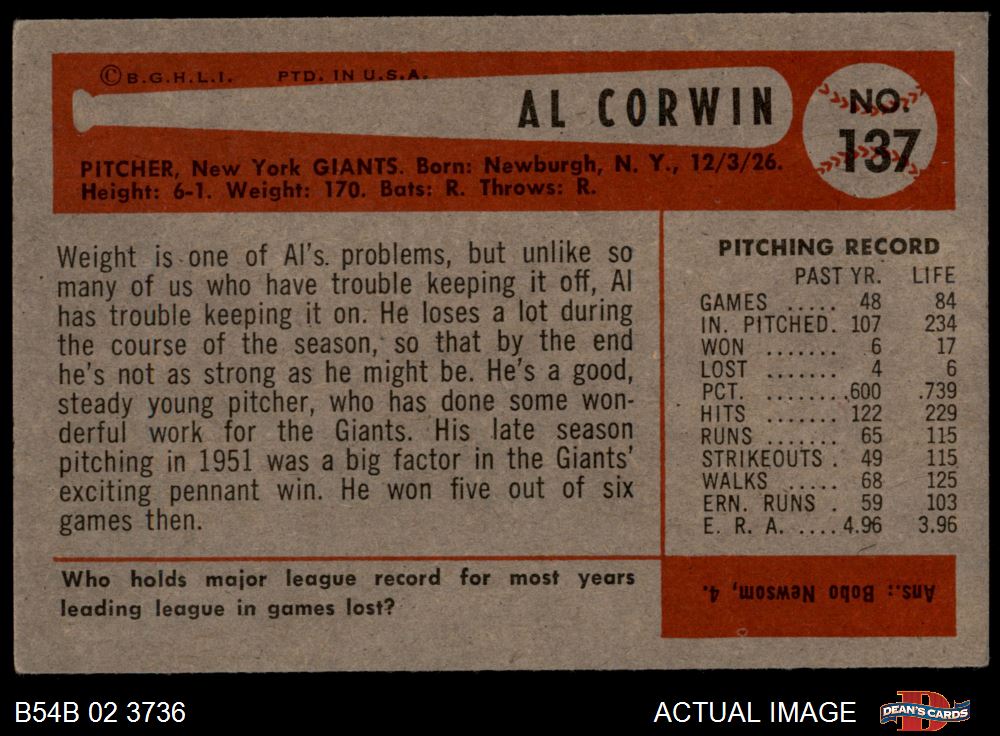 ©B.G.H.L.I. PTD. IN U.S.A.
AL CORWIN
NO.
137
PITCHER, New York GIANTS. Born: Newburgh, N. Y., 12/3/26.
Height: 6-1. Weight: 170. Bats: R. Throws: R.
Weight is one of Al's. problems, but unlike so
many of us who have trouble keeping it off, Al
has trouble keeping it on. He loses a lot during
the course of the season, so that by the end
he's not as strong as he might be. He's a good,
steady young pitcher, who has done some won-
derful work for the Giants. His late season
pitching in 1951 was a big factor in the Giants'
exciting pennant win. He won five out of six
games then.
PITCHING RECORD
PAST YR. LIFE
GAMES ..... 48 84
IN. PITCHED. 107 234
WON ....... 6 17
LOST ....... 4 6
PCT. ........600 .739
HITS ....... 122 229
RUNS ....... 65 115
STRIKEOUTS . 49 115
WALKS ..... 68 125
ERN. RUNS . 59 103
E. R. A. ....4.96 3.96
Who holds major league record for most years
leading league in games lost?
Ans.: Bobo Newsom, 4.
B54B 02 3736
ACTUAL IMAGE
DEAN'S CARDS